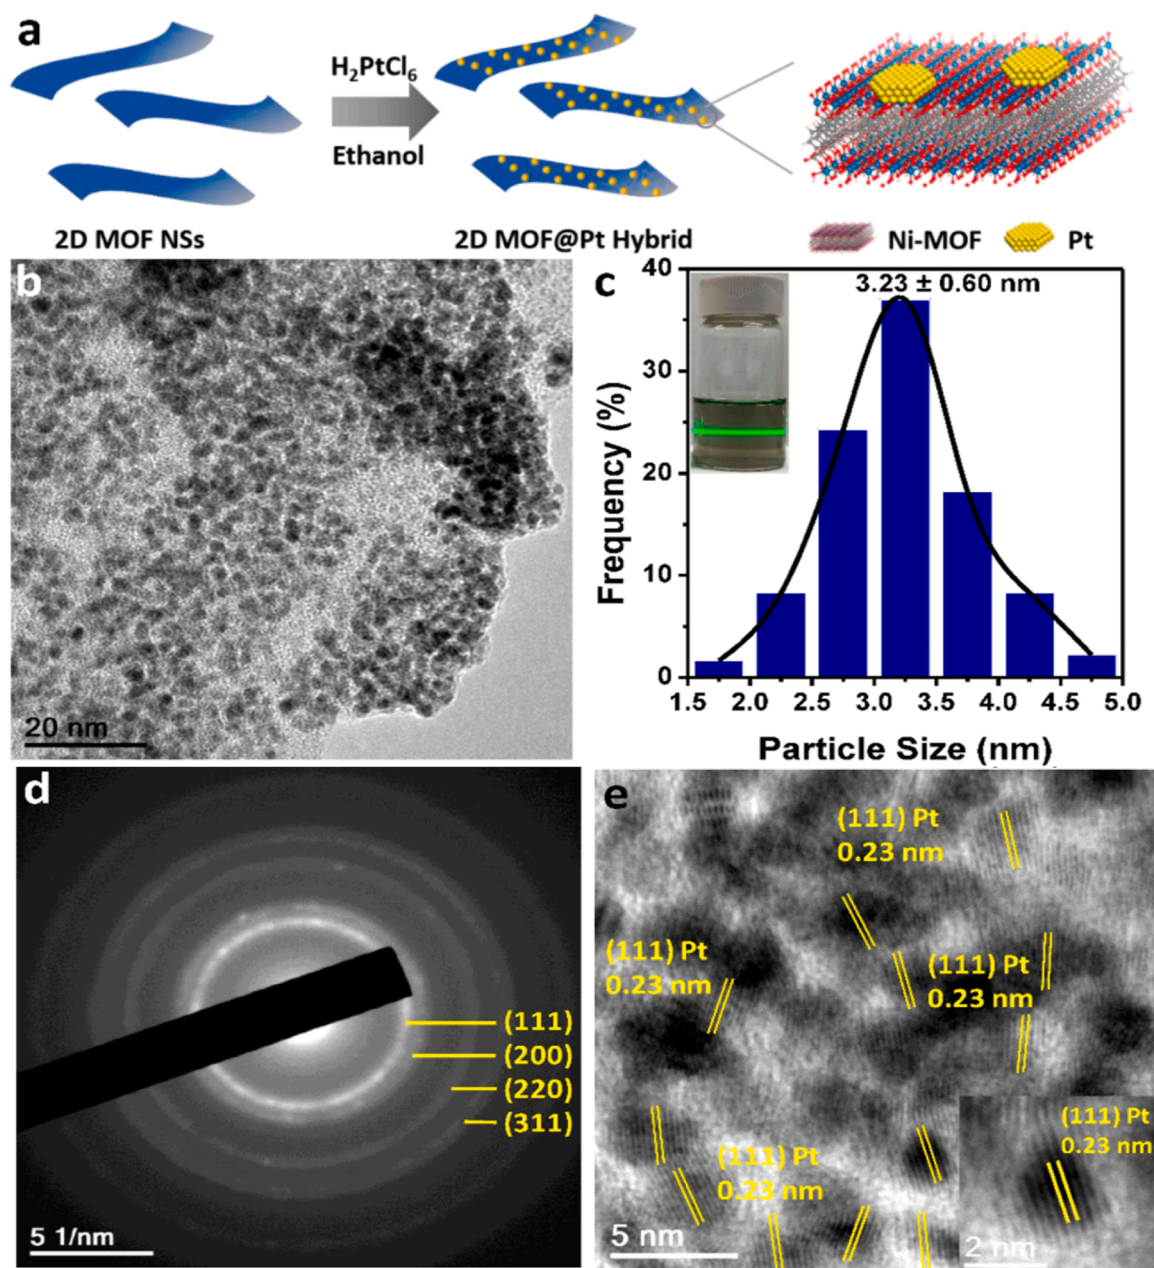 a
H₂PtCl₆
Ethanol
2D MOF NSs
2D MOF@Pt Hybrid
Ni-MOF
Pt
b
20 nm
c
3.23 ± 0.60 nm
40
30
20
10
0
Frequency (%)
1.5 2.0 2.5 3.0 3.5 4.0 4.5 5.0
Particle Size (nm)
d
(111)
(200)
(220)
(311)
5 1/nm
e
(111) Pt
0.23 nm
(111) Pt
0.23 nm
(111) Pt
0.23 nm
(111) Pt
0.23 nm
5 nm
(111) Pt
0.23 nm
2 nm